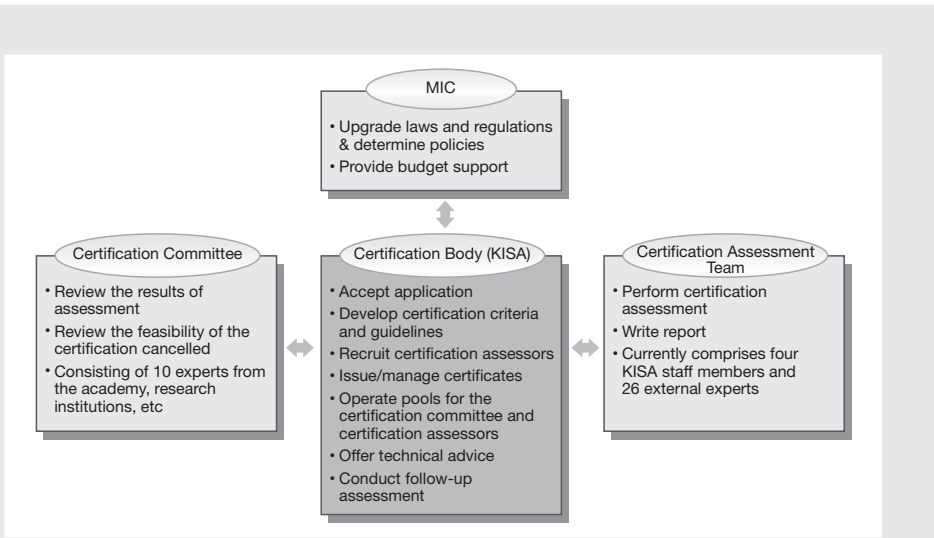 MIC
• Upgrade laws and regulations
& determine policies
• Provide budget support
Certification Committee
• Review the results of
assessment
• Review the feasibility of the
certification cancelled
• Consisting of 10 experts from
the academy, research
institutions, etc
Certification Body (KISA)
• Accept application
• Develop certification criteria
and guidelines
• Recruit certification assessors
• Issue/manage certificates
• Operate pools for the
certification committee and
certification assessors
• Offer technical advice
• Conduct follow-up
assessment
Certification Assessment
Team
• Perform certification
assessment
• Write report
• Currently comprises four
KISA staff members and
26 external experts